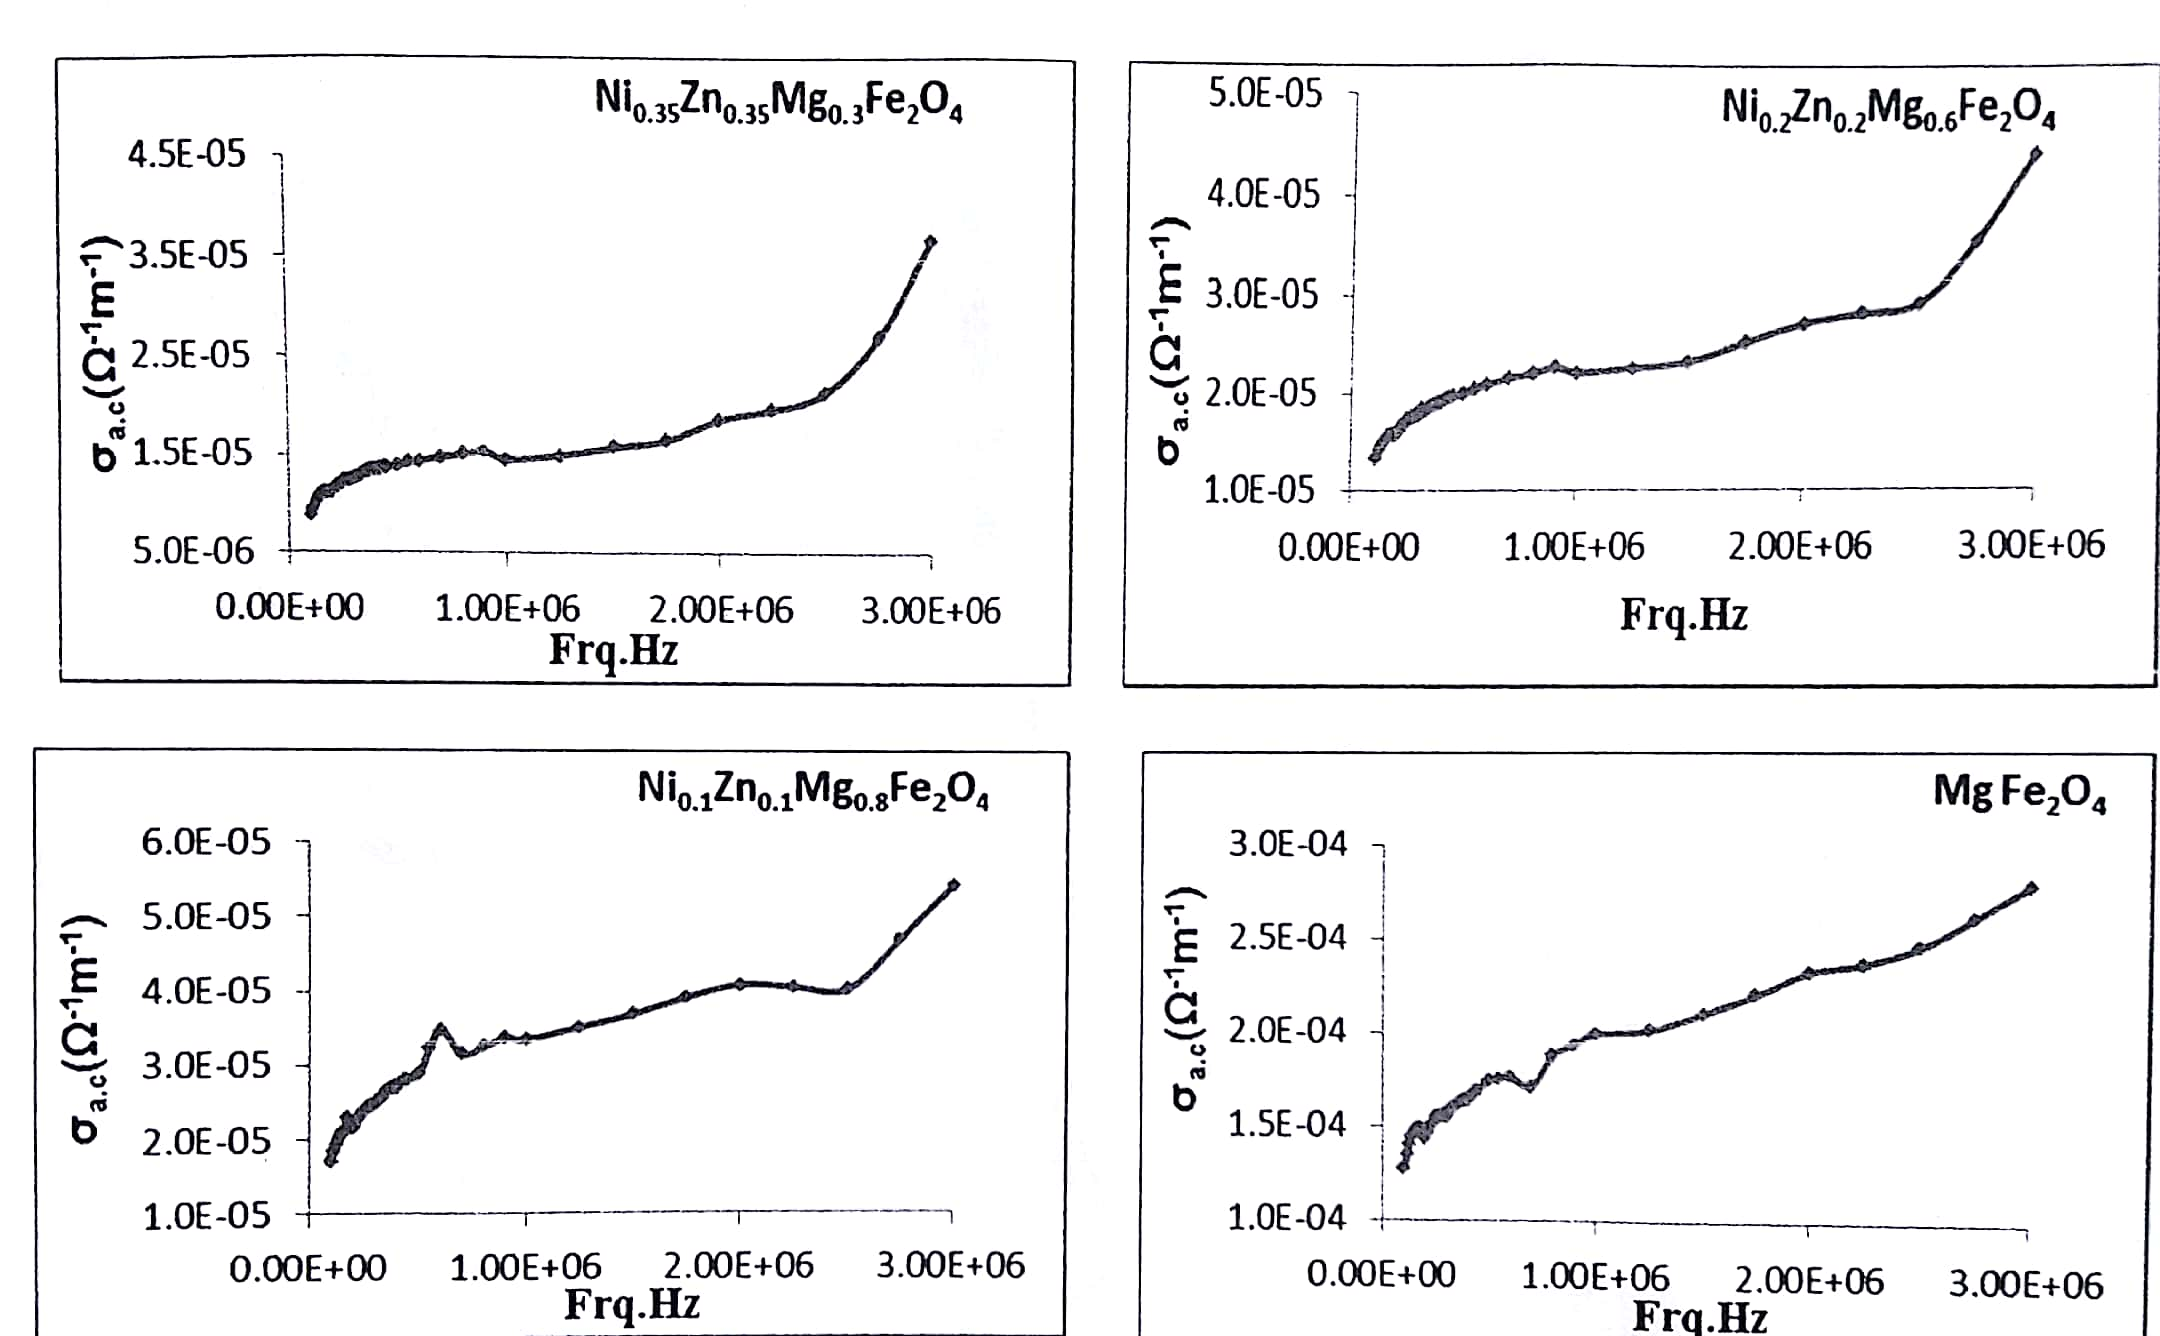 Ni0.35Zn0.35Mg0.3Fe2O4
4.5E-05
3.5E-05
2.5E-05
1.5E-05
5.0E-06
σa.c(Ω-1m-1)
0.00E+00 1.00E+06 2.00E+06 3.00E+06
Frq.Hz
Ni0.2Zn0.2Mg0.6Fe2O4
5.0E-05
4.0E-05
3.0E-05
2.0E-05
1.0E-05
σa.c(Ω-1m-1)
0.00E+00 1.00E+06 2.00E+06 3.00E+06
Frq.Hz
Ni0.1Zn0.1Mg0.8Fe2O4
6.0E-05
5.0E-05
4.0E-05
3.0E-05
2.0E-05
1.0E-05
σa.c(Ω-1m-1)
0.00E+00 1.00E+06 2.00E+06 3.00E+06
Frq.Hz
Mg Fe2O4
3.0E-04
2.5E-04
2.0E-04
1.5E-04
1.0E-04
σa.c(Ω-1m-1)
0.00E+00 1.00E+06 2.00E+06 3.00E+06
Frq.Hz